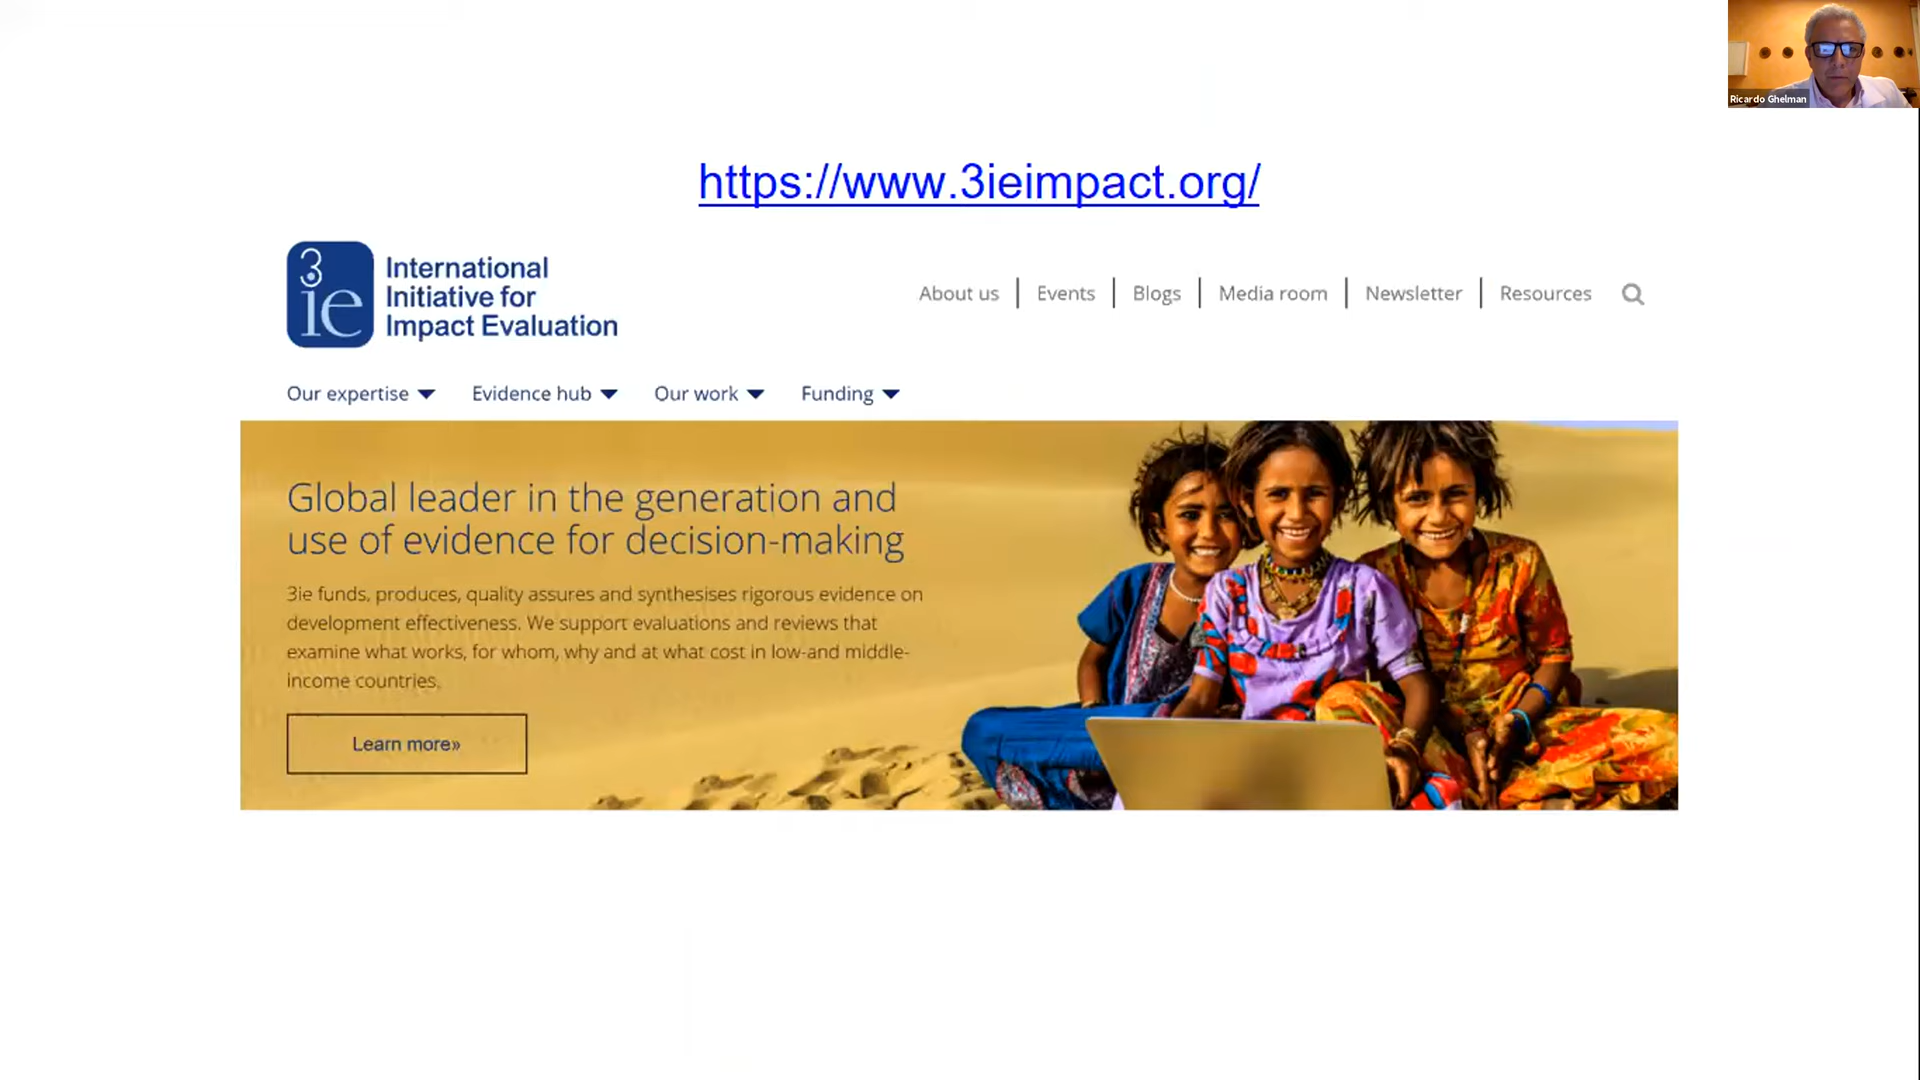 Ricardo Ghelman
https://www.3ieimpact.org/
3
ie
International
Initiative for
Impact Evaluation
About us
Events
Blogs
Media room
Newsletter
Resources
Our expertise
Evidence hub
Our work
Funding
Global leader in the generation and
use of evidence for decision-making
3ie funds, produces, quality assures and synthesises rigorous evidence on
development effectiveness. We support evaluations and reviews that
examine what works, for whom, why and at what cost in low-and middle-
income countries.
Learn more»